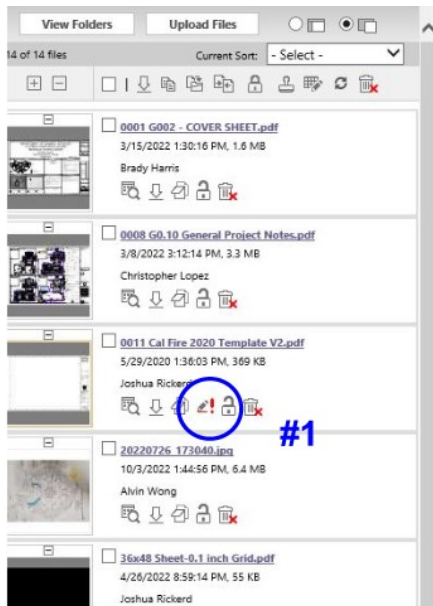 View Folders Upload Files
14 of 14 files Current Sort: - Select -
0001 G002 - COVER SHEET.pdf
3/15/2022 1:30:16 PM, 1.6 MB
Brady Harris
0008 G0.10 General Project Notes.pdf
3/8/2022 3:12:14 PM, 3.3 MB
Christopher Lopez
0011 Cal Fire 2020 Template V2.pdf
5/29/2020 1:36:03 PM, 369 KB
Joshua Rickerd
#1
20220726_173040.jpg
10/3/2022 1:44:56 PM, 6.4 MB
Alvin Wong
36x48 Sheet-0.1 inch Grid.pdf
4/26/2022 8:59:14 PM, 55 KB
Joshua Rickerd